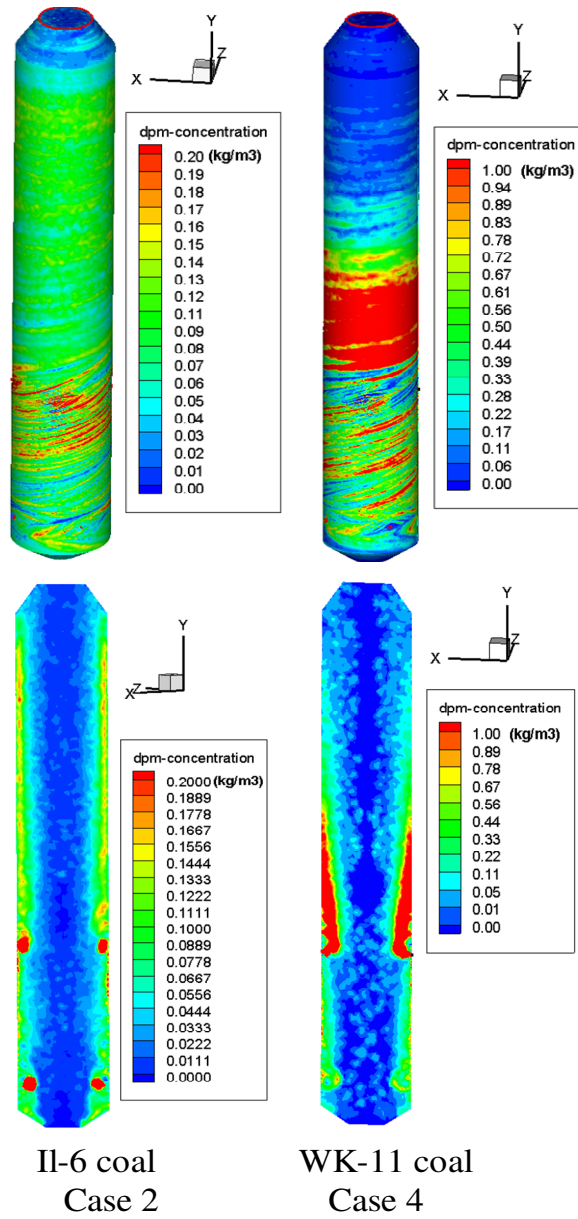 Y
Z
X
dpm-concentration
0.20 (kg/m3)
0.19
0.18
0.17
0.16
0.15
0.14
0.13
0.12
0.11
0.09
0.08
0.07
0.06
0.05
0.04
0.03
0.02
0.01
0.00
Y
Z
X
dpm-concentration
1.00 (kg/m3)
0.94
0.89
0.83
0.78
0.72
0.67
0.61
0.56
0.50
0.44
0.39
0.33
0.28
0.22
0.17
0.11
0.06
0.00
Y
X Z
dpm-concentration
0.2000 (kg/m3)
0.1889
0.1778
0.1667
0.1556
0.1444
0.1333
0.1222
0.1111
0.1000
0.0889
0.0778
0.0667
0.0556
0.0444
0.0333
0.0222
0.0111
0.0000
Y
Z
X
dpm-concentration
1.00 (kg/m3)
0.89
0.78
0.67
0.56
0.44
0.33
0.22
0.11
0.05
0.01
0.00
Il-6 coal
Case 2
WK-11 coal
Case 4